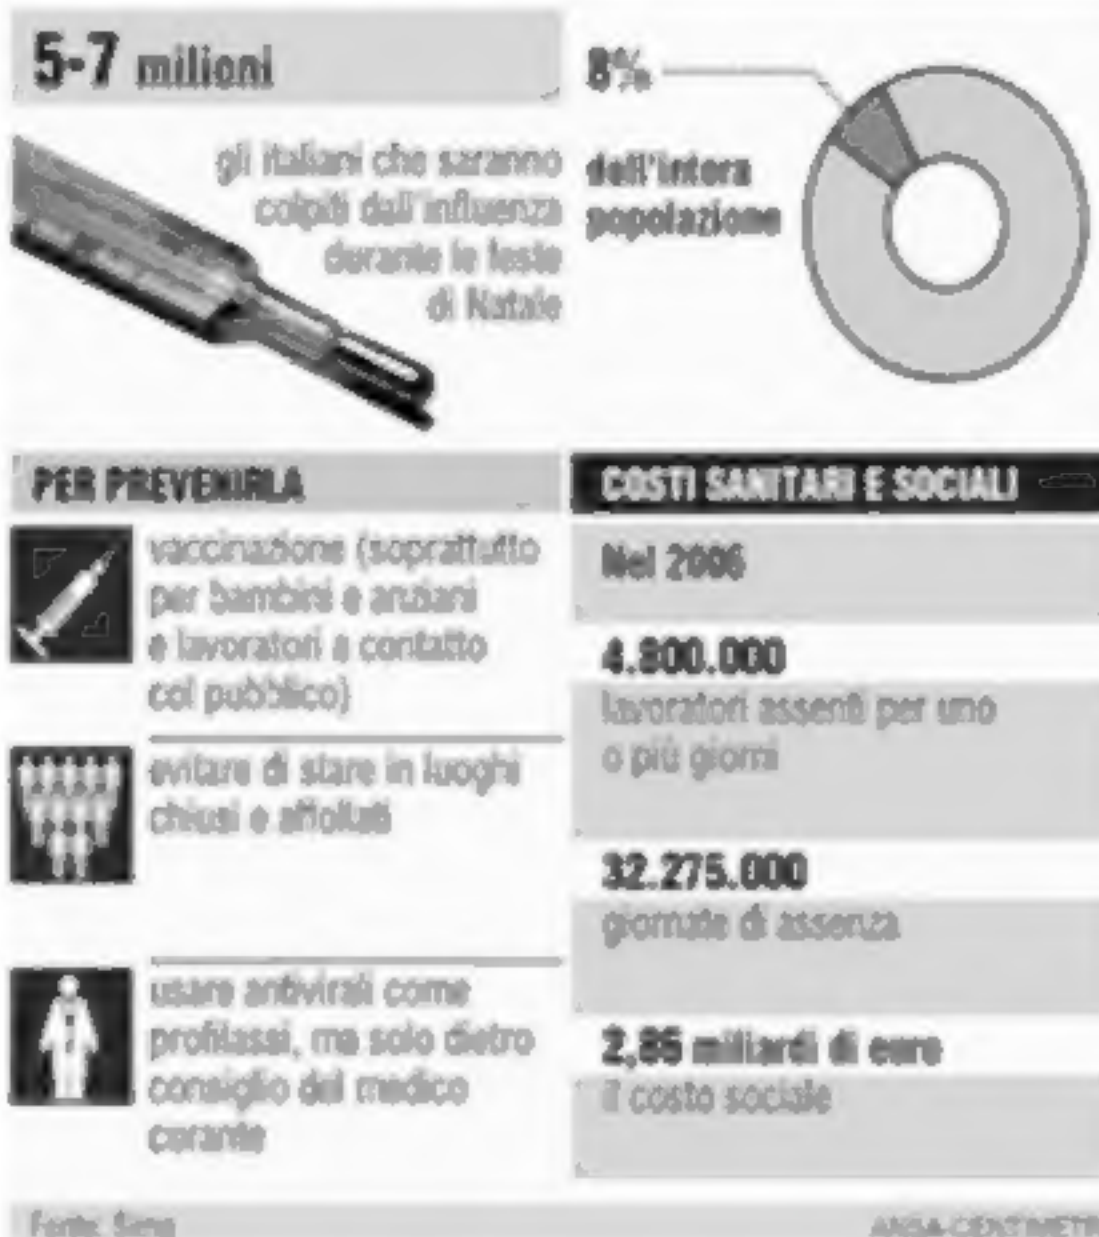 5-7 milioni
gli italiani che saranno
colpiti dall'influenza
durante le feste
di Natale
8%
dell'intera
popolazione
PER PREVENIRLA
vaccinazione (soprattutto
per bambini e anziani
e lavoratori a contatto
col pubblico)
evitare di stare in luoghi
chiusi e affollati
usare antivirali come
profilassi, ma solo dietro
consiglio del medico
curante
COSTI SANITARI E SOCIALI
Nel 2006
4.800.000
lavoratori assenti per uno
o più giorni
32.275.000
giornate di assenza
2,85 miliardi di euro
il costo sociale
Fonte:
ANSA-CENTIMETRI